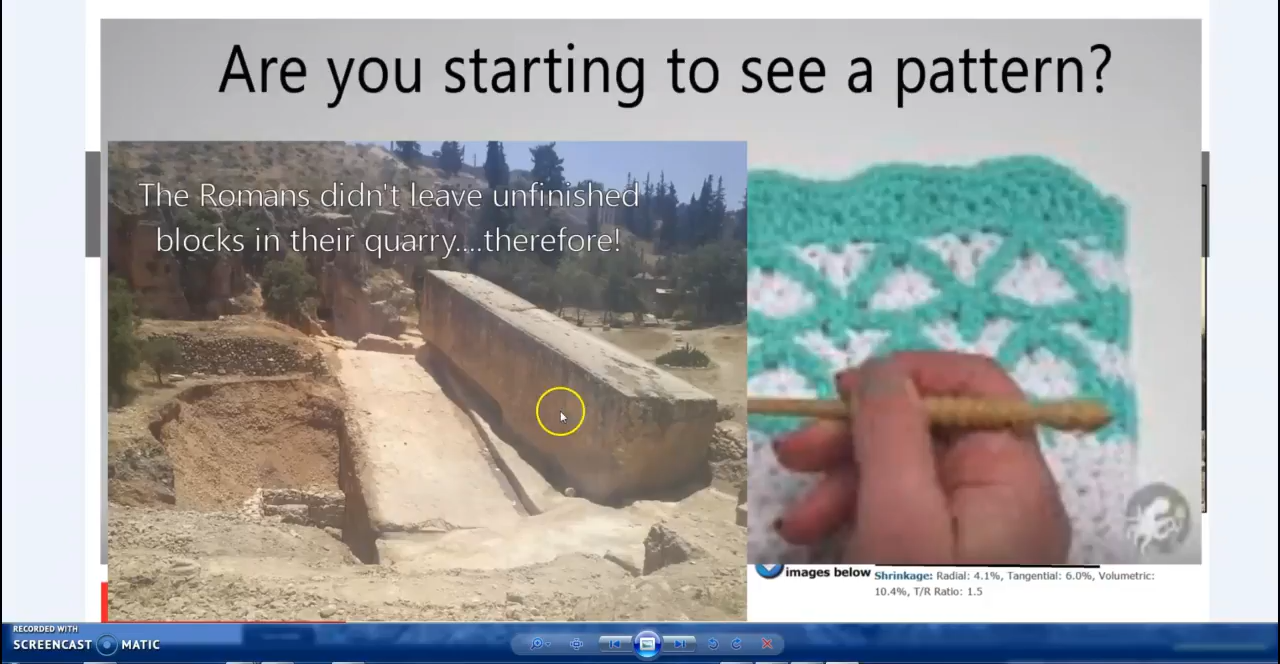 Are you starting to see a pattern?
The Romans didn't leave unfinished
blocks in their quarry....therefore!
images below
Shrinkage: Radial: 4.1%, Tangential: 6.0%, Volumetric:
10.4%, T/R Ratio: 1.5
RECORDED WITH
SCREENCAST MATIC